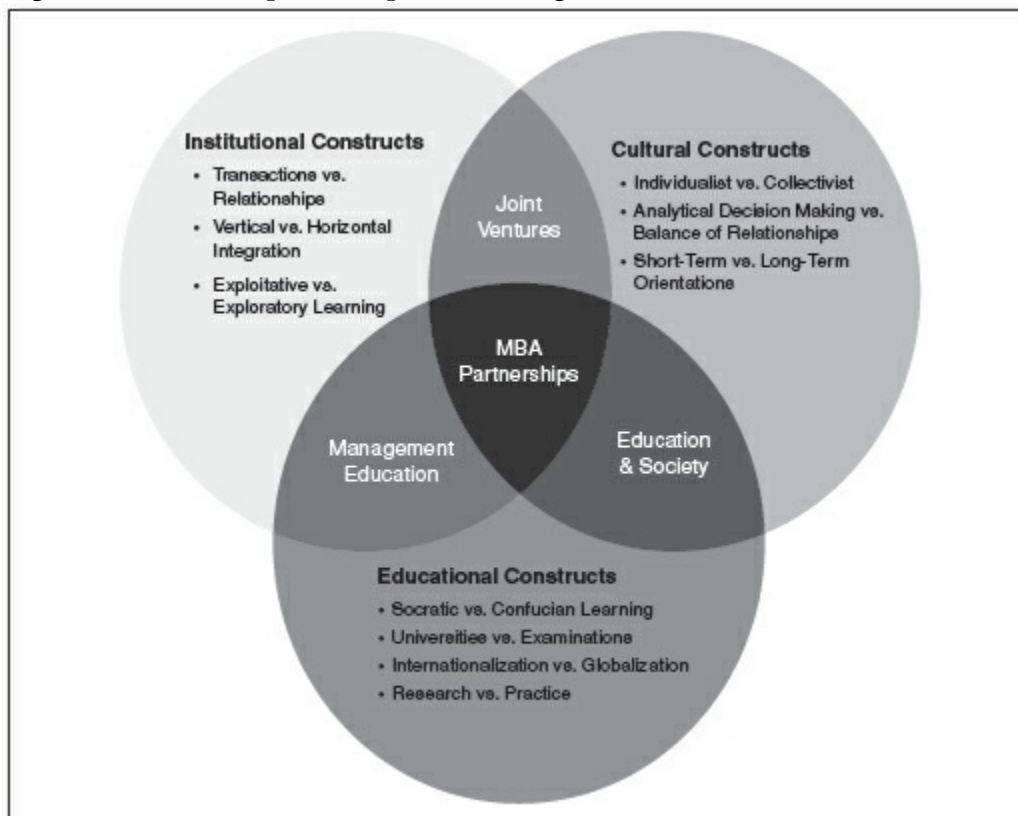 Institutional Constructs
• Transactions vs.
Relationships
• Vertical vs. Horizontal
Integration
• Exploitative vs.
Exploratory Learning
Joint
Ventures
Cultural Constructs
• Individualist vs. Collectivist
• Analytical Decision Making vs.
Balance of Relationships
• Short-Term vs. Long-Term
Orientations
MBA
Partnerships
Management
Education
Education
& Society
Educational Constructs
• Socratic vs. Confucian Learning
• Universities vs. Examinations
• Internationalization vs. Globalization
• Research vs. Practice